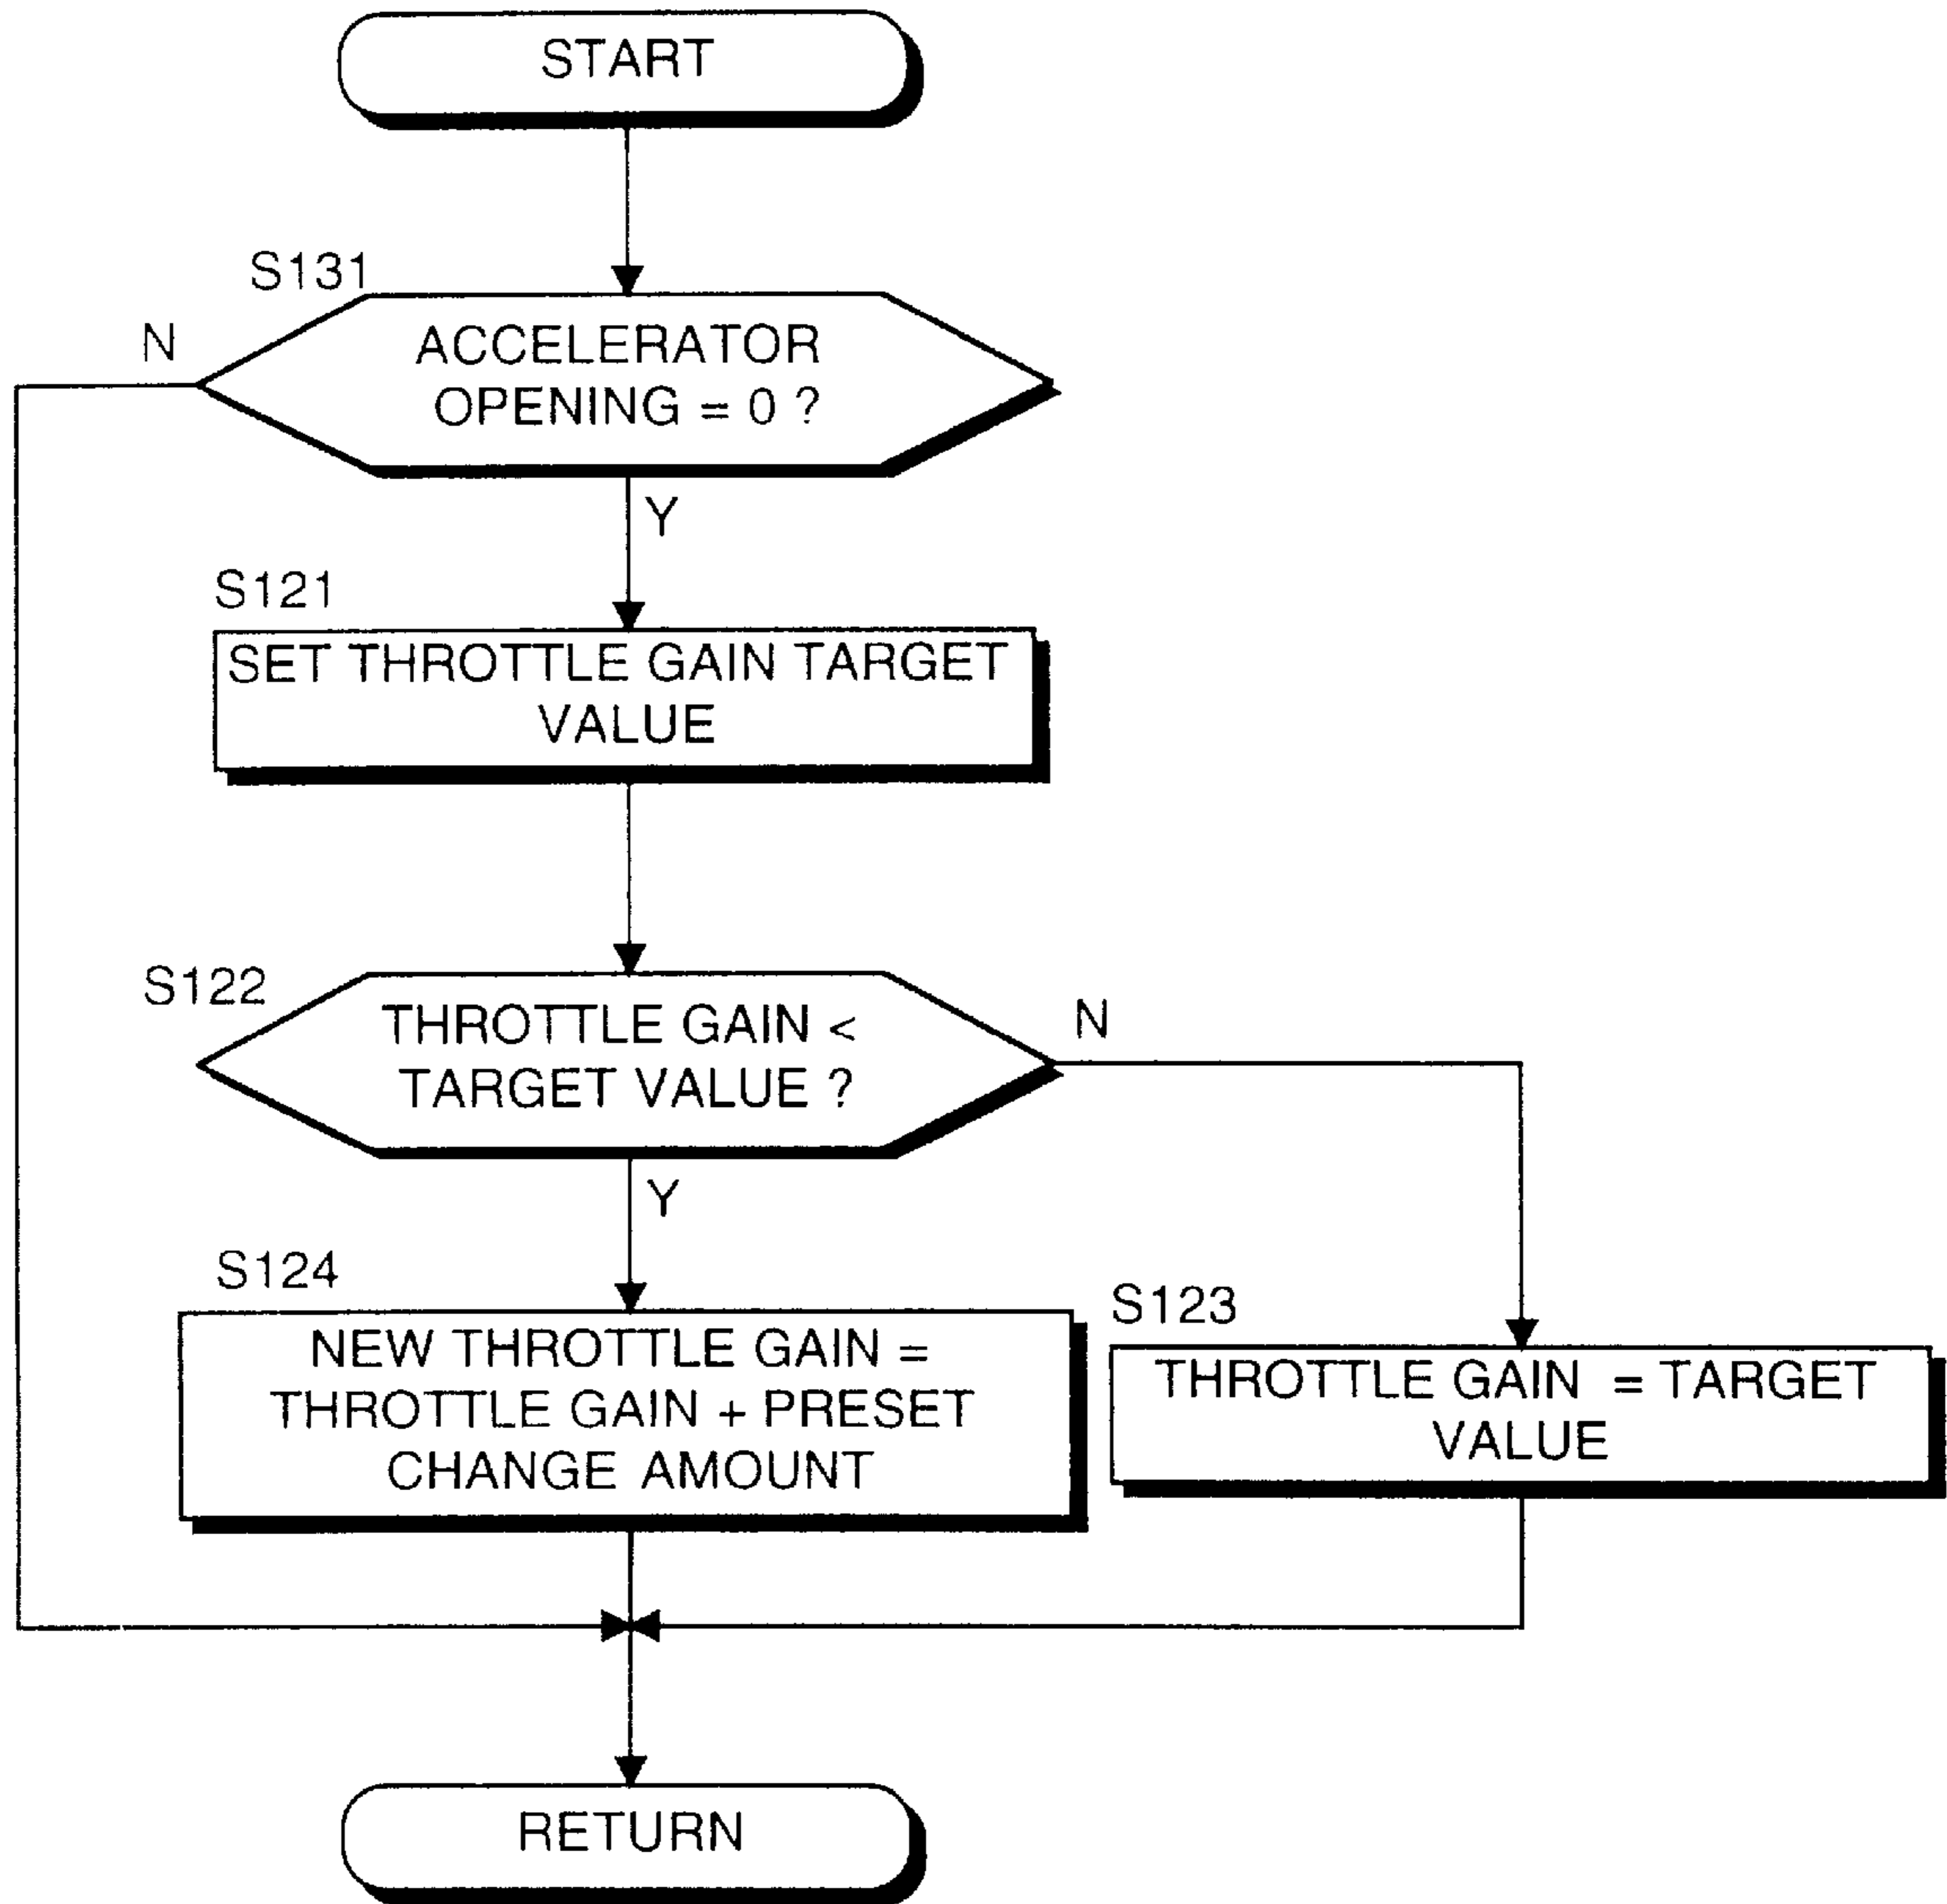 START
S131
N
ACCELERATOR
OPENING = 0 ?
Y
S121
SET THROTTLE GAIN TARGET
VALUE
S122
THROTTLE GAIN <
TARGET VALUE ?
N
Y
S124
NEW THROTTLE GAIN =
THROTTLE GAIN + PRESET
CHANGE AMOUNT
S123
THROTTLE GAIN = TARGET
VALUE
RETURN